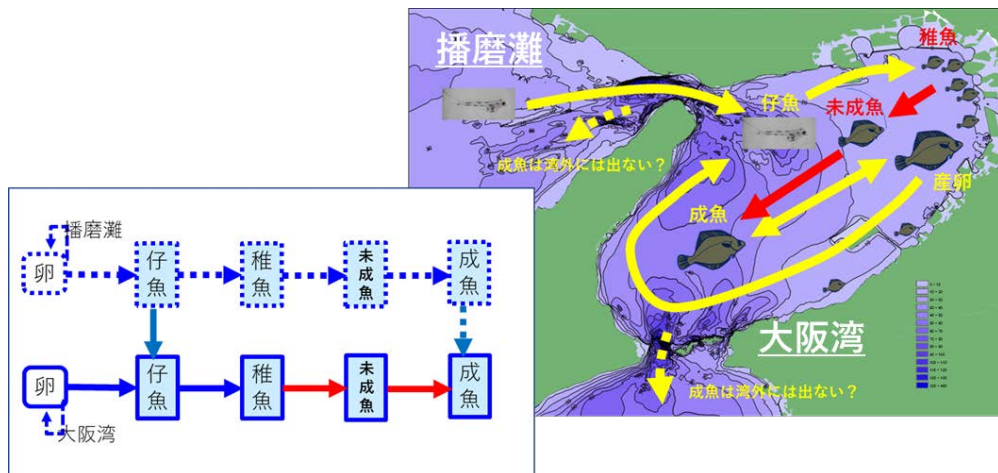 播磨灘
稚魚
仔魚
未成魚
成魚は湾外には出ない？
産卵
成魚
大阪湾
成魚は湾外には出ない？
播磨灘
卵
仔魚
稚魚
未成魚
成魚
卵
仔魚
稚魚
未成魚
成魚
大阪湾